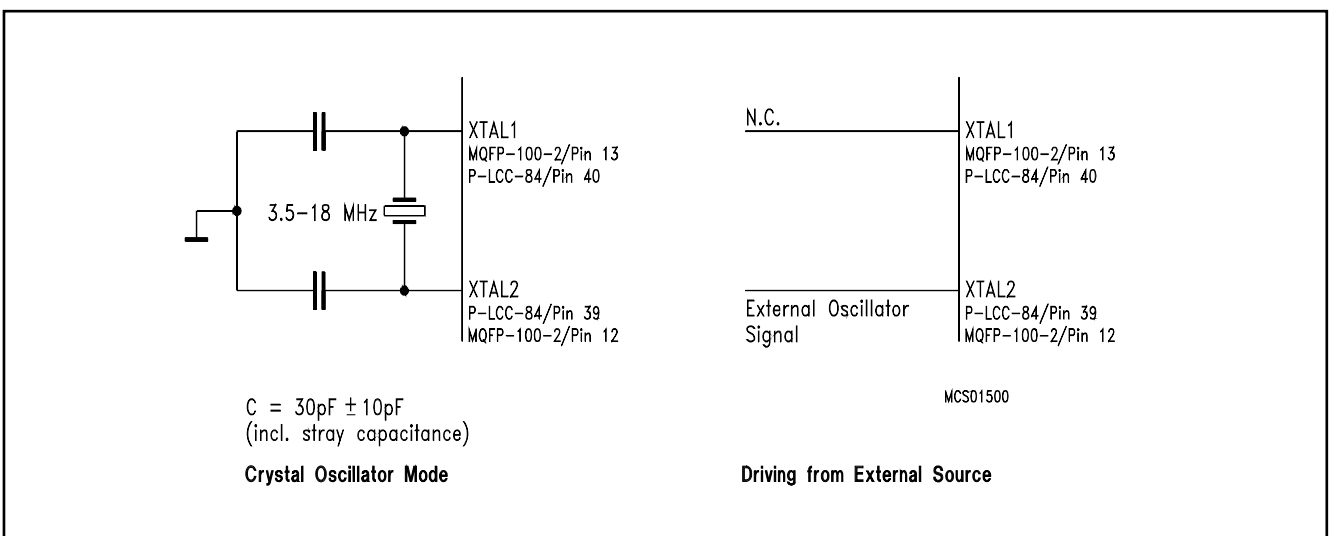 XTAL1
MQFP-100-2/Pin 13
P-LCC-84/Pin 40
3.5-18 MHz
XTAL2
P-LCC-84/Pin 39
MQFP-100-2/Pin 12
C = 30pF ± 10pF
(incl. stray capacitance)
Crystal Oscillator Mode
N.C.
XTAL1
MQFP-100-2/Pin 13
P-LCC-84/Pin 40
External Oscillator
Signal
XTAL2
P-LCC-84/Pin 39
MQFP-100-2/Pin 12
MCS01500
Driving from External Source